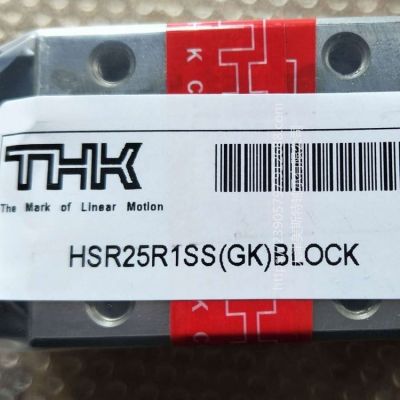 THK
The Mark of Linear Motion
HSR25R1SS(GK)BLOCK